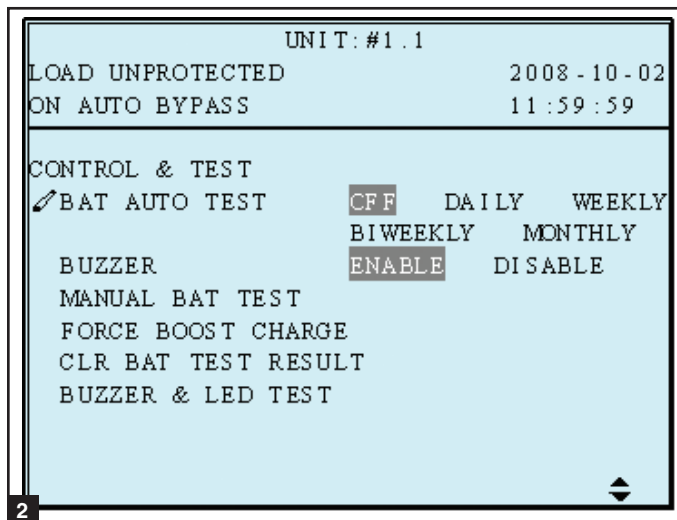 UNIT:#1.1
LOAD UNPROTECTED 2008-10-02
ON AUTO BYPASS 11:59:59
CONTROL & TEST
BAT AUTO TEST CFF DAILY WEEKLY
BIWEEKLY MONTHLY
BUZZER ENABLE DISABLE
MANUAL BAT TEST
FORCE BOOST CHARGE
CLR BAT TEST RESULT
BUZZER & LED TEST
2